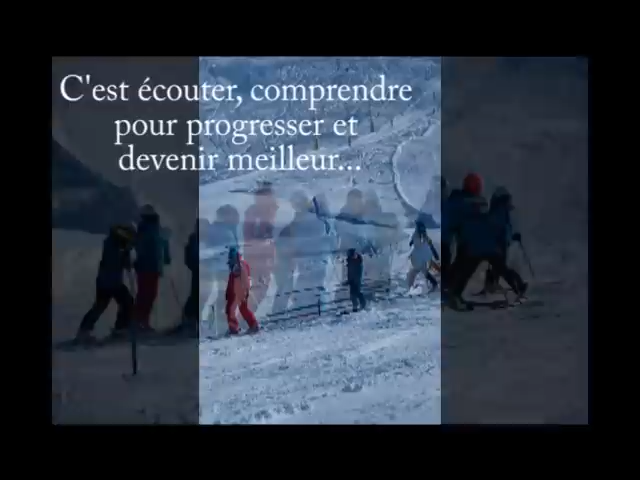 C'est écouter, comprendre
pour progresser et
devenir meilleur...